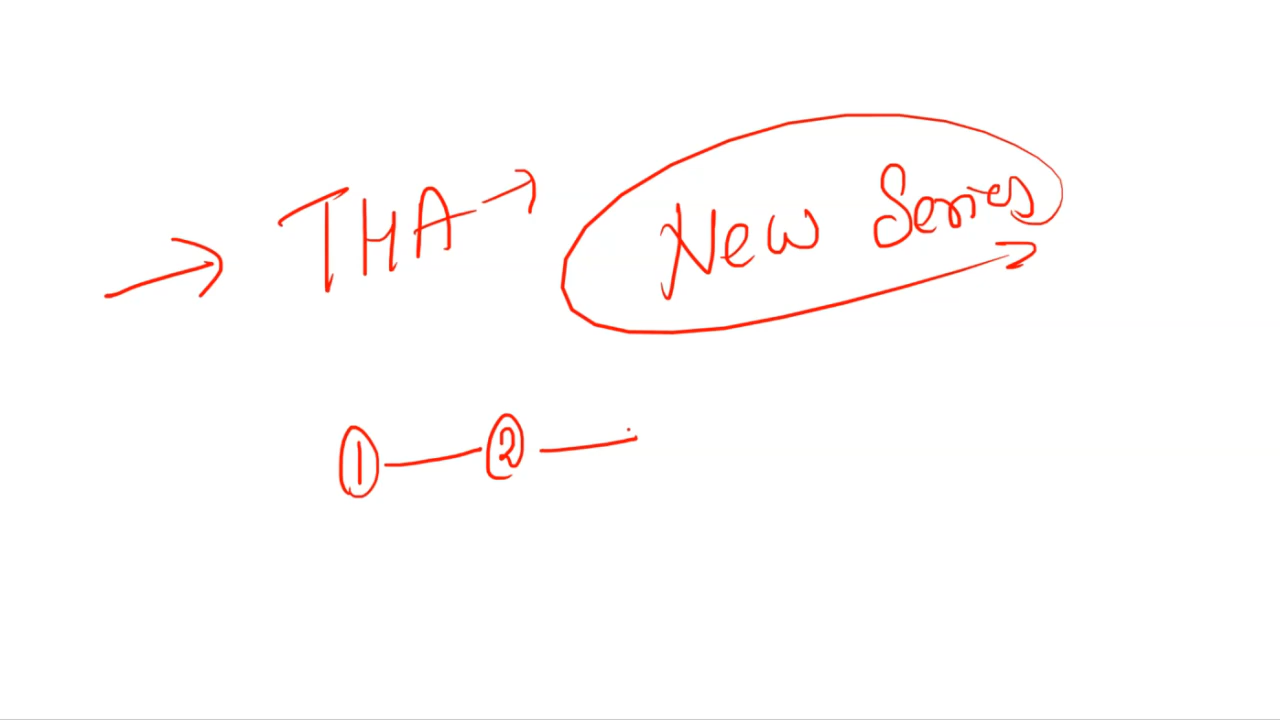 → THA → New Series
① — ② —